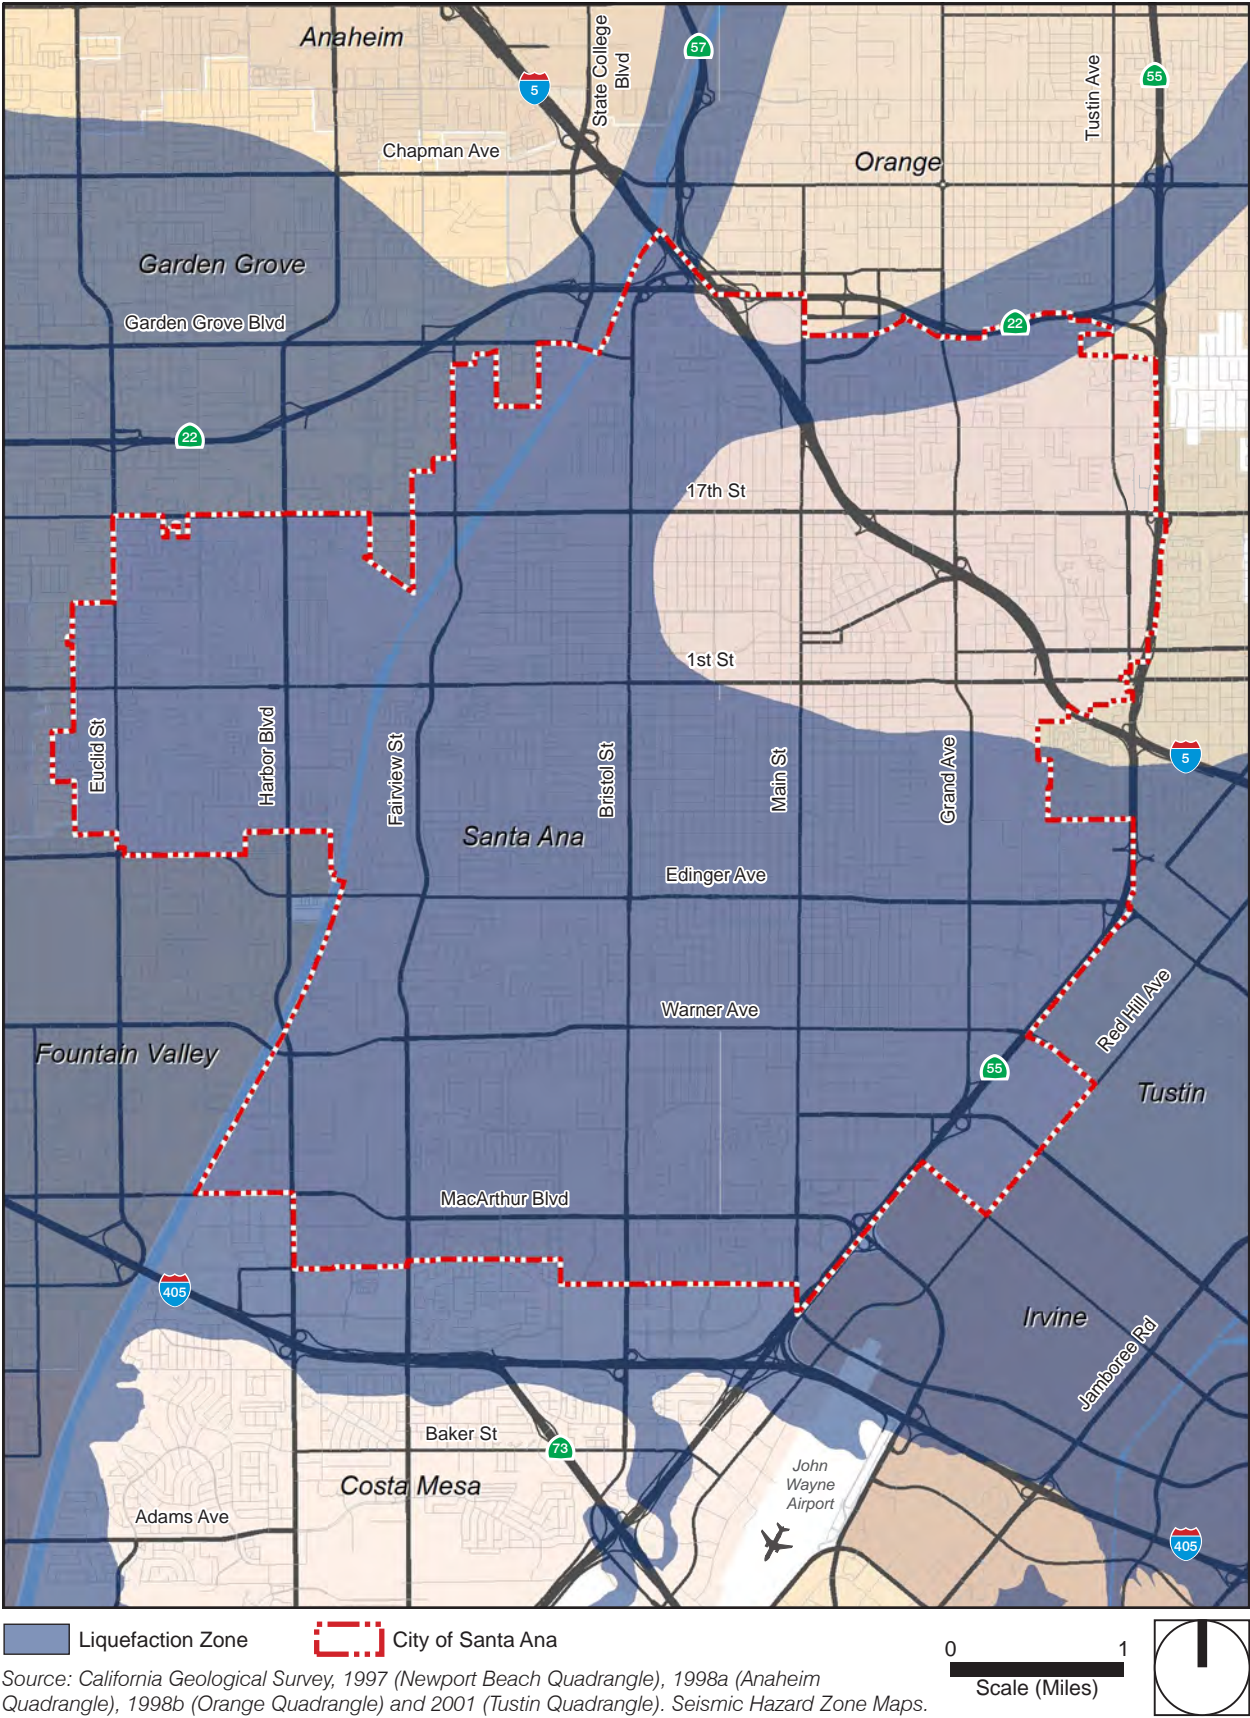 Anaheim
State College
Blvd
57
Tustin Ave
55
5
Chapman Ave
Orange
Garden Grove
Garden Grove Blvd
22
22
17th St
1st St
Euclid St
Harbor Blvd
Fairview St
Bristol St
Main St
Grand Ave
5
Santa Ana
Edinger Ave
Warner Ave
Red Hill Ave
Fountain Valley
55
Tustin
MacArthur Blvd
405
Irvine
Jamboree Rd
Baker St
73
Costa Mesa
John
Wayne
Airport
Adams Ave
405
Liquefaction Zone
City of Santa Ana
0 1
Scale (Miles)
Source: California Geological Survey, 1997 (Newport Beach Quadrangle), 1998a (Anaheim
Quadrangle), 1998b (Orange Quadrangle) and 2001 (Tustin Quadrangle). Seismic Hazard Zone Maps.